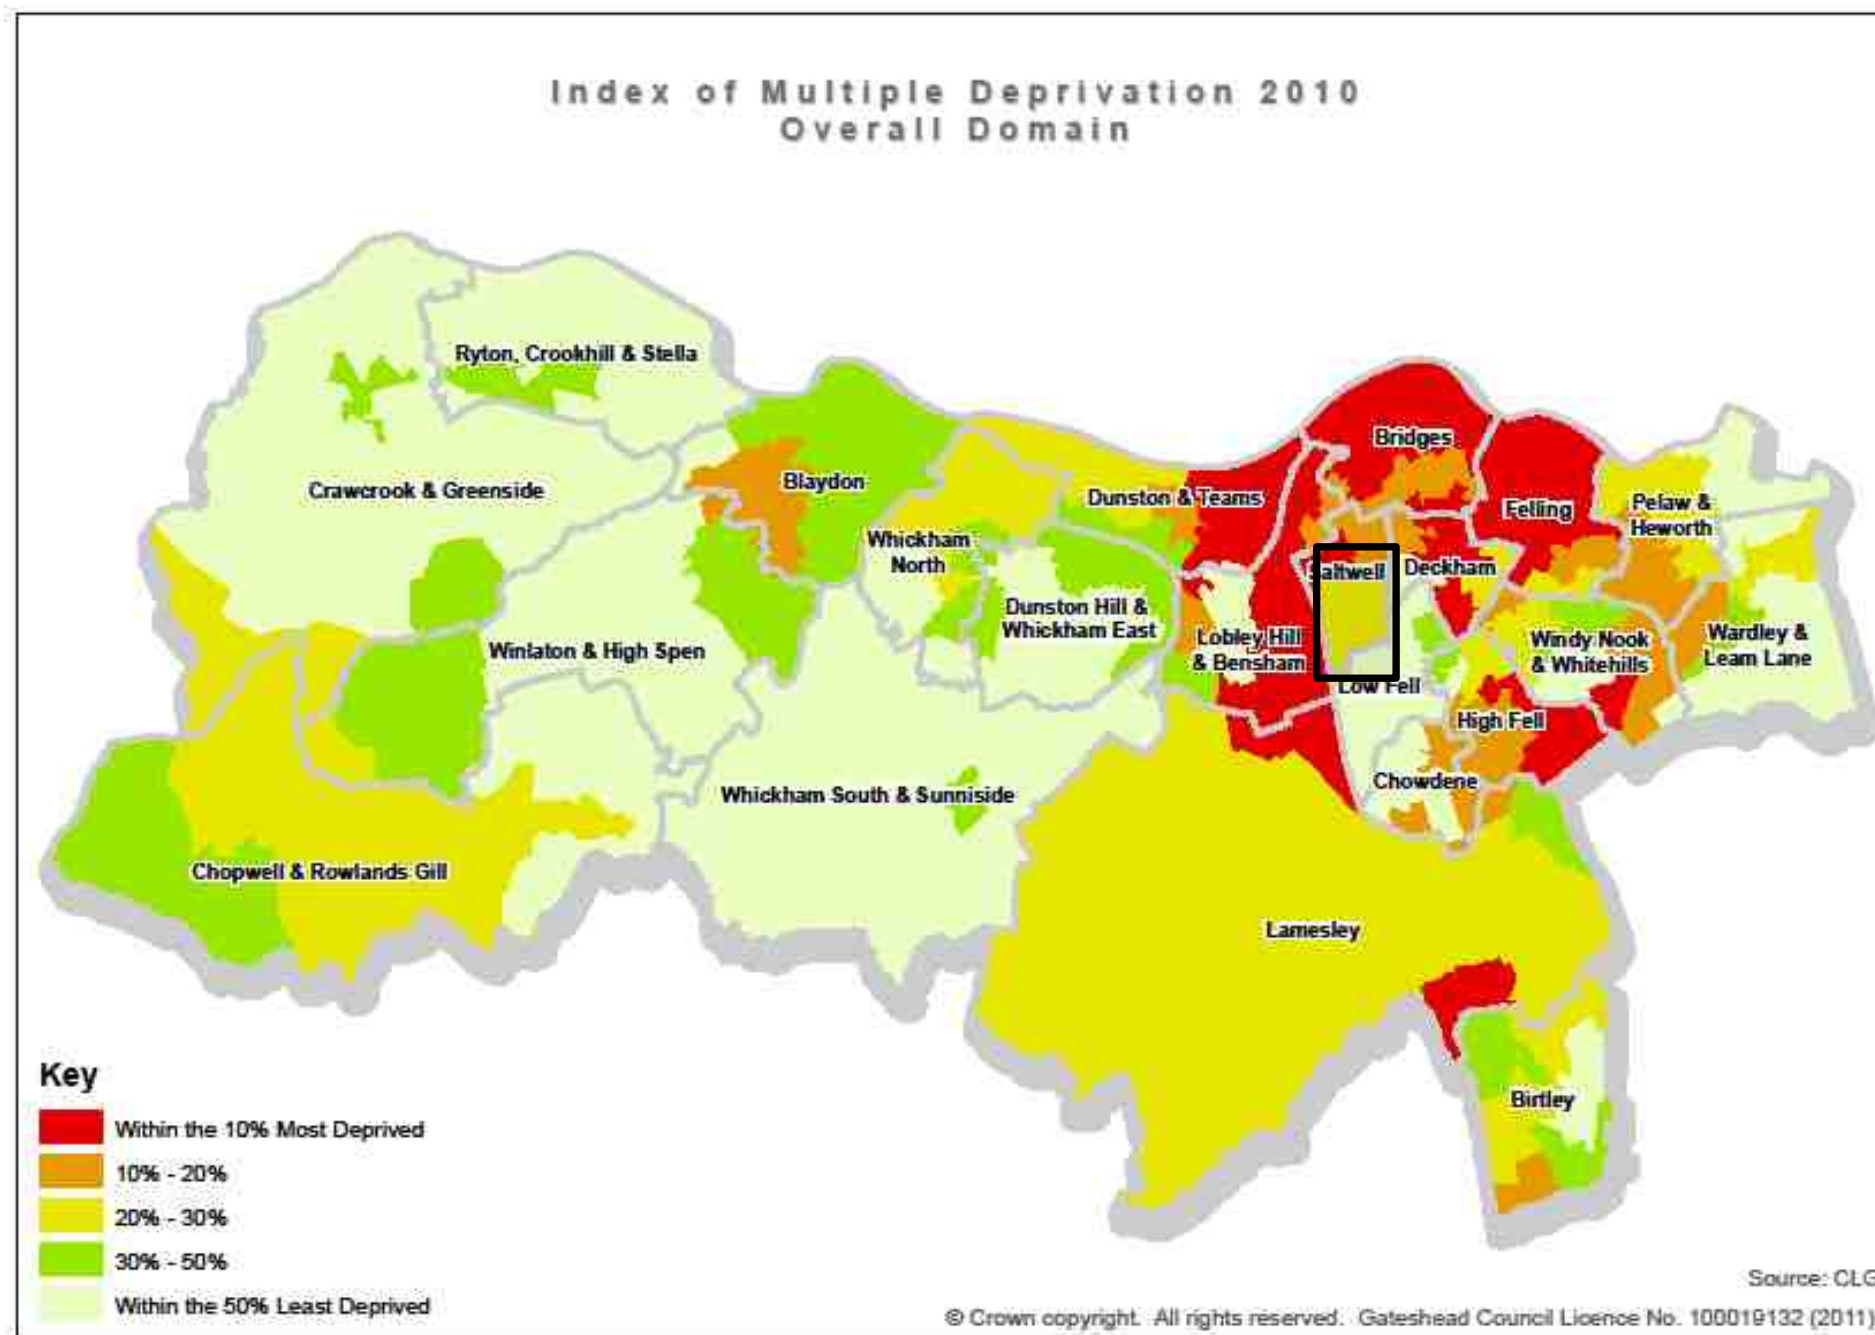 Index of Multiple Deprivation 2010
Overall Domain
Ryton, Crookhill & Stella
Bridges
Crawcrook & Greenside
Blaydon
Dunston & Teams
Felling
Pelaw &
Heworth
Whickham
North
altwell
Deckham
Dunston Hill &
Whickham East
Lobley Hill
& Bensham
Windy Nook
& Whitehills
Wardley &
Leam Lane
Winlaton & High Spen
Low Fell
High Fell
Chowdene
Whickham South & Sunniside
Chopwell & Rowlands Gill
Lamesley
Birtley
Key
Within the 10% Most Deprived
10% - 20%
20% - 30%
30% - 50%
Within the 50% Least Deprived
Source: CLG
© Crown copyright. All rights reserved. Gateshead Council Licence No. 100019132 (2011)